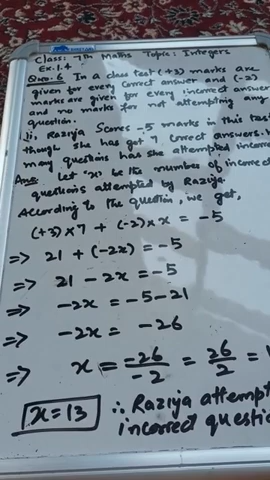 Class: 7th Maths Topic: Integers
Ex. 1.4
Que. 6 In a class test (+3) marks are
given for every correct answer and (-2)
marks are given for every incorrect answer
and no marks for not attempting any
question.
ii, Raziya Scores -5 marks in this test
though she has got 7 correct answers.
many questions has she attempted incorrec
Ans: Let 'x' be the number of incorrect
questions attempted by Raziya.
According to the question, we get,
(+3)×7 + (-2)×x = -5
⇒ 21 + (-2x) = -5
⇒ 21 - 2x = -5
⇒ -2x = -5-21
⇒ -2x = -26
⇒ x = -26/-2 = 26/2 =
x = 13 ∴ Raziya attempt
incorrect questio